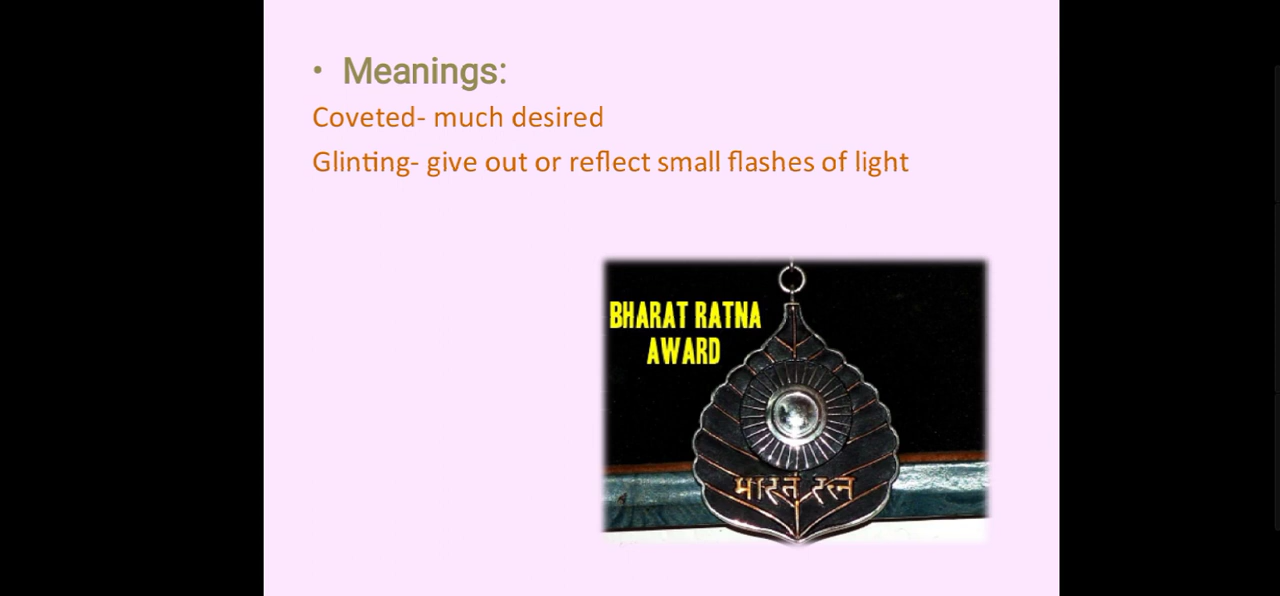 • Meanings:
Coveted- much desired
Glinting- give out or reflect small flashes of light
BHARAT RATNA
AWARD
भारत रत्न